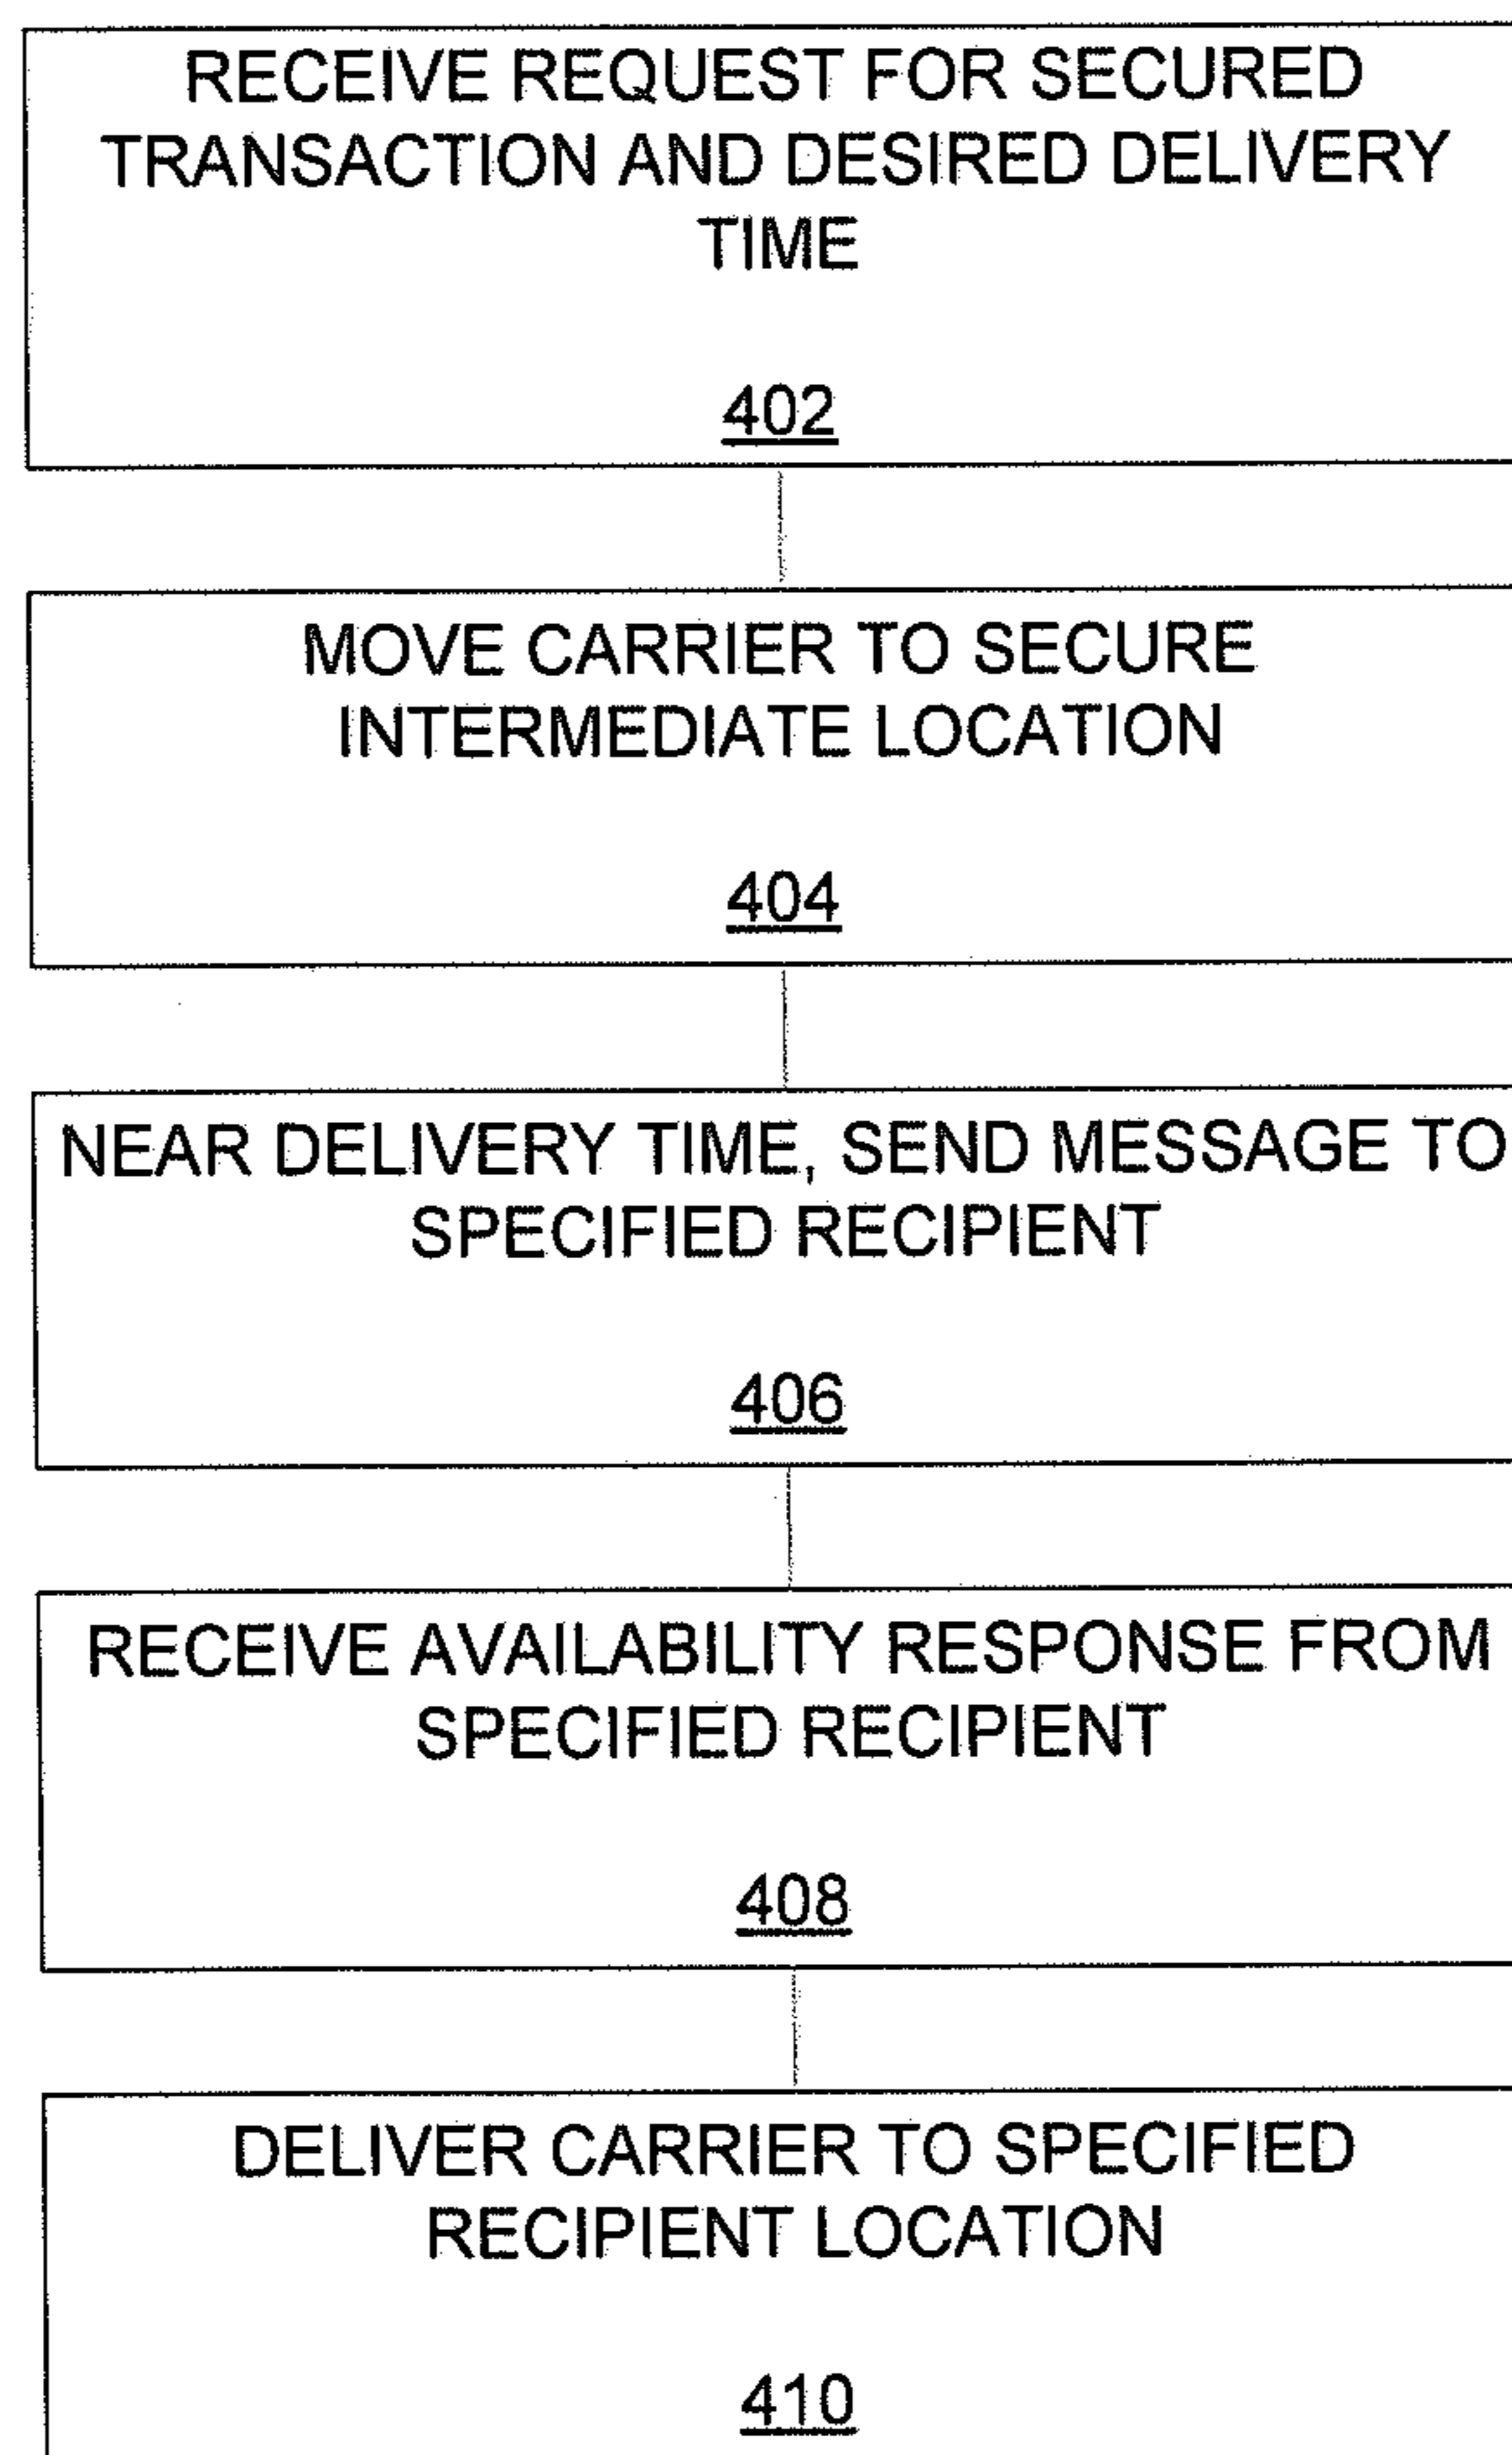 RECEIVE REQUEST FOR SECURED
TRANSACTION AND DESIRED DELIVERY
TIME
402
MOVE CARRIER TO SECURE
INTERMEDIATE LOCATION
404
NEAR DELIVERY TIME, SEND MESSAGE TO
SPECIFIED RECIPIENT
406
RECEIVE AVAILABILITY RESPONSE FROM
SPECIFIED RECIPIENT
408
DELIVER CARRIER TO SPECIFIED
RECIPIENT LOCATION
410